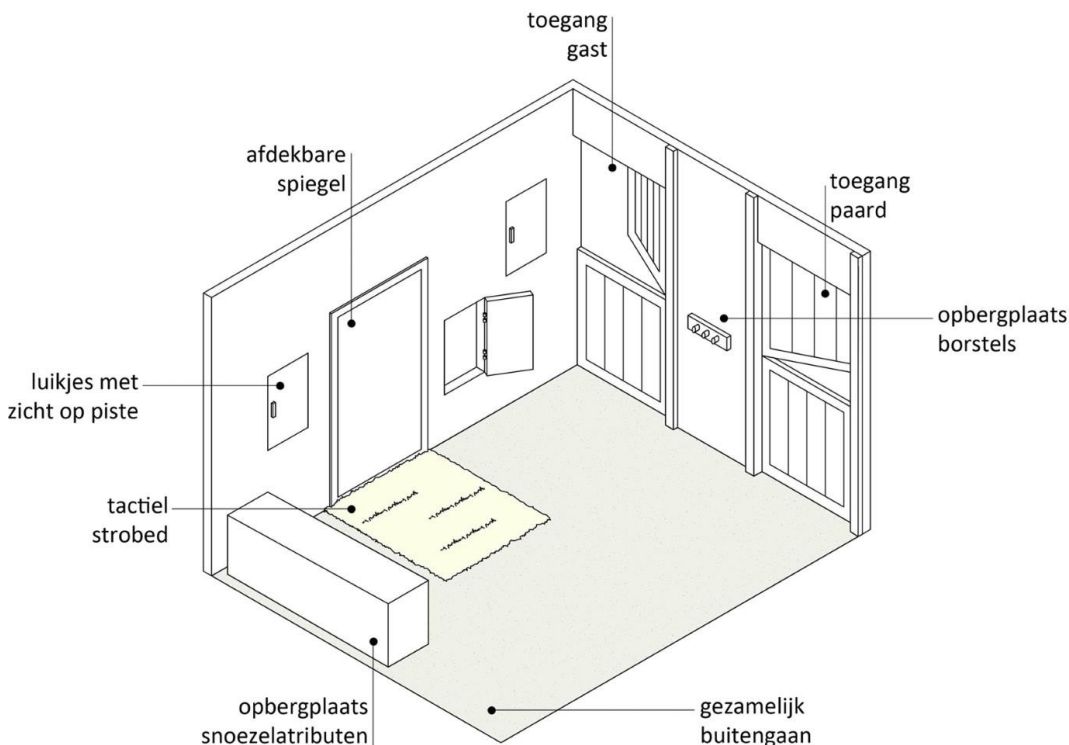 toegang
gast
afdekbare
spiegel
toegang
paard
opbergplaats
borstels
luikjes met
zicht op piste
tactiel
strobed
opbergplaats
snoezelatributen
gezamelijk
buitengaan